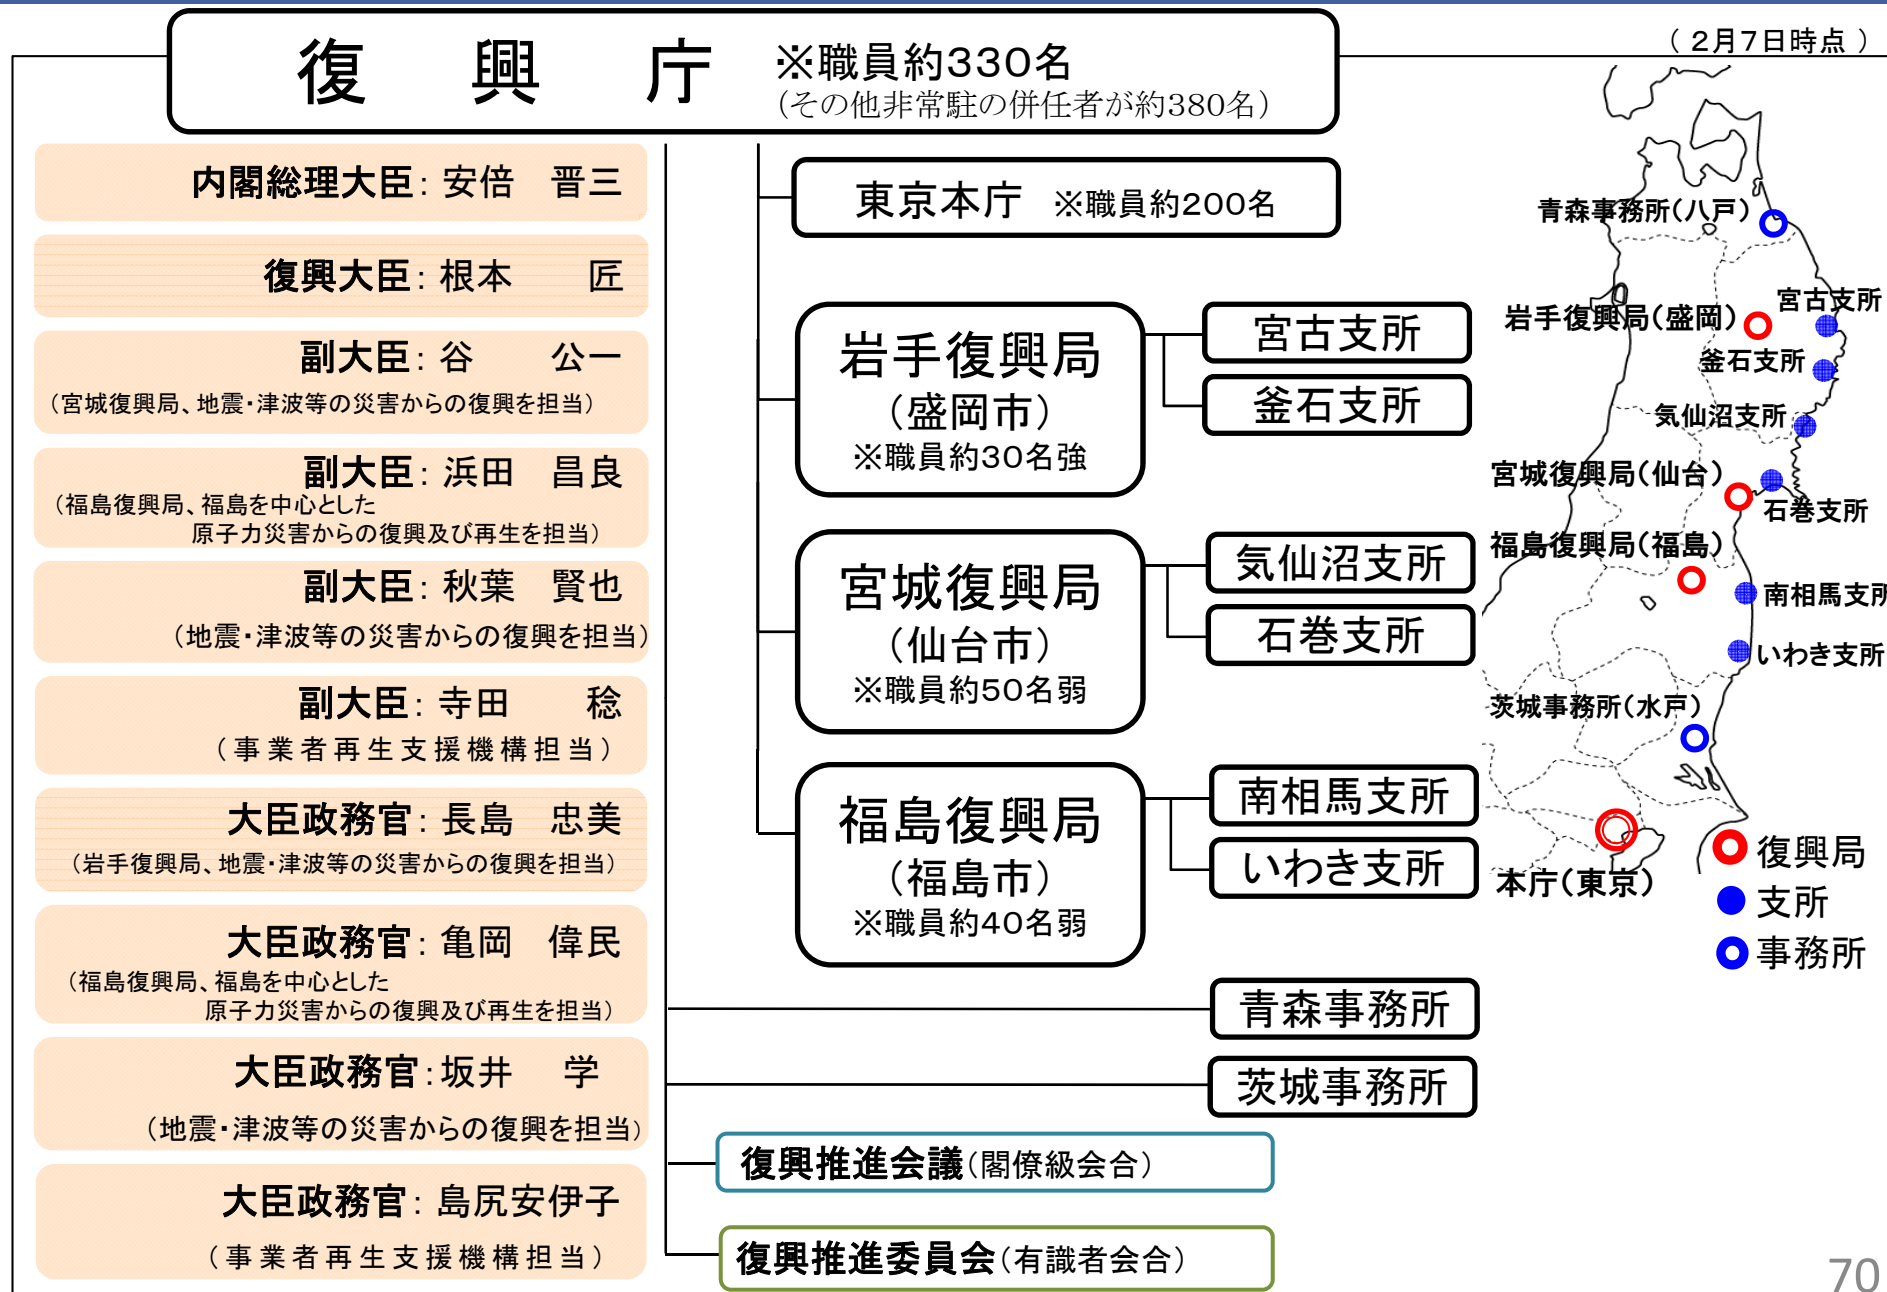 復　興　庁　※職員約330名
（その他非常駐の併任者が約380名）
（2月7日時点）
内閣総理大臣：安倍　晋三
復興大臣：根本　匠
副大臣：谷　公一
（宮城復興局、地震・津波等の災害からの復興を担当）
副大臣：浜田　昌良
（福島復興局、福島を中心とした
原子力災害からの復興及び再生を担当）
副大臣：秋葉　賢也
（地震・津波等の災害からの復興を担当）
副大臣：寺田　稔
（事業者再生支援機構担当）
大臣政務官：長島　忠美
（岩手復興局、地震・津波等の災害からの復興を担当）
大臣政務官：亀岡　偉民
（福島復興局、福島を中心とした
原子力災害からの復興及び再生を担当）
大臣政務官：坂井　学
（地震・津波等の災害からの復興を担当）
大臣政務官：島尻安伊子
（事業者再生支援機構担当）
東京本庁　※職員約200名
岩手復興局
（盛岡市）
※職員約30名強
宮古支所
釜石支所
宮城復興局
（仙台市）
※職員約50名弱
気仙沼支所
石巻支所
福島復興局
（福島市）
※職員約40名弱
南相馬支所
いわき支所
青森事務所
茨城事務所
復興推進会議（閣僚級会合）
復興推進委員会（有識者会合）
青森事務所（八戸）
宮古支所
岩手復興局（盛岡）
釜石支所
気仙沼支所
宮城復興局（仙台）
石巻支所
福島復興局（福島）
南相馬支所
いわき支所
茨城事務所（水戸）
本庁（東京）
復興局
支所
事務所
70